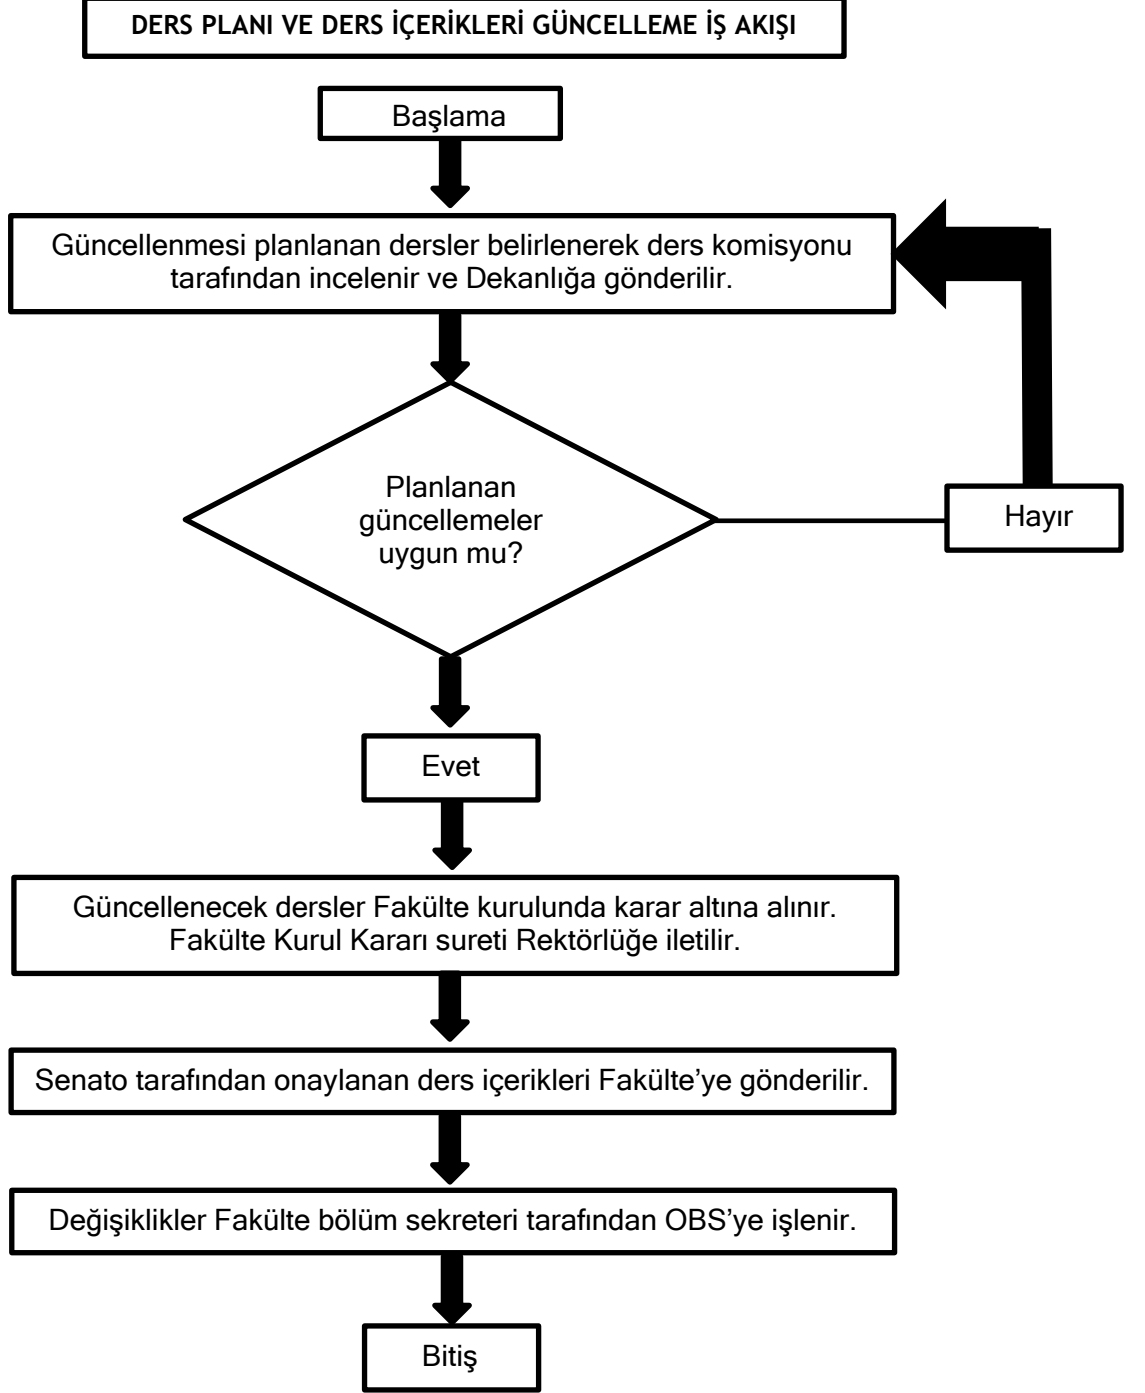 DERS PLANI VE DERS İÇERİKLERİ GÜNCELLEME İŞ AKIŞI
Başlama
Güncellenmesi planlanan dersler belirlenerek ders komisyonu
tarafından incelenir ve Dekanlığa gönderilir.
Planlanan
güncellemeler
uygun mu?
Hayır
Evet
Güncellenecek dersler Fakülte kurulunda karar altına alınır.
Fakülte Kurul Kararı sureti Rektörlüğe iletilir.
Senato tarafından onaylanan ders içerikleri Fakülte’ye gönderilir.
Değişiklikler Fakülte bölüm sekreteri tarafından OBS’ye işlenir.
Bitiş